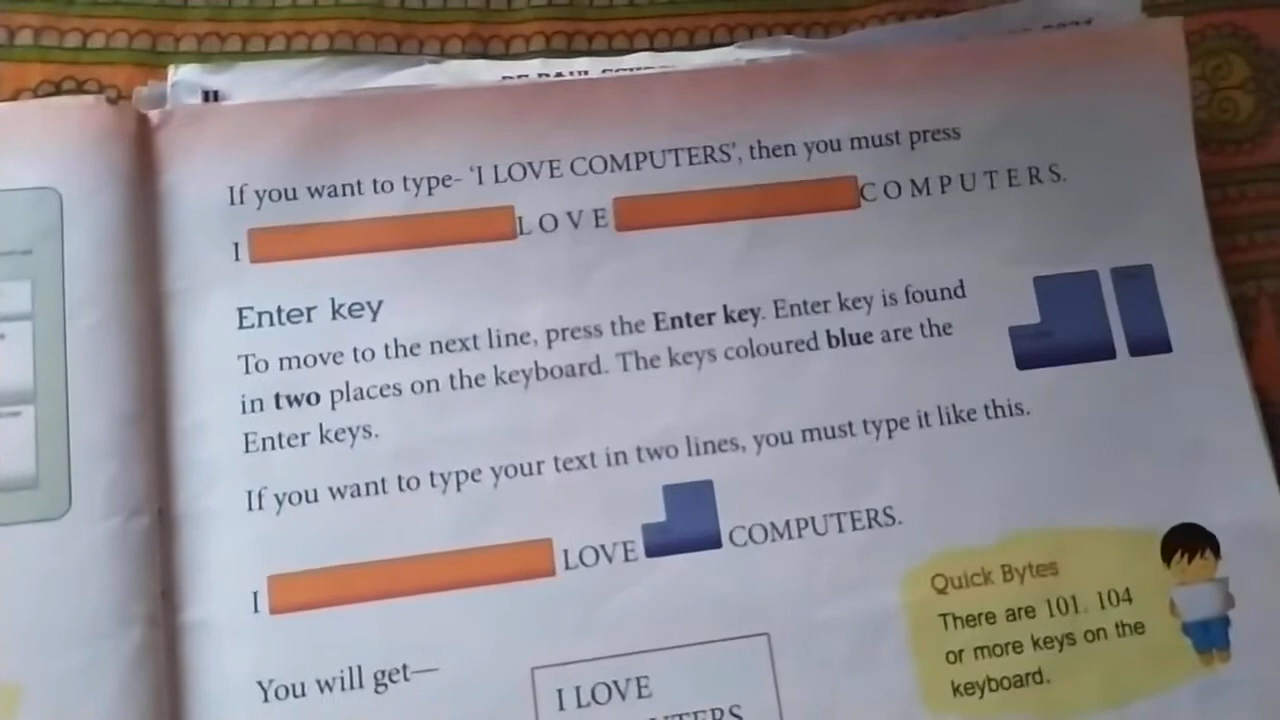 If you want to type- 'I LOVE COMPUTERS', then you must press
I LOVE COMPUTERS.
Enter key
To move to the next line, press the Enter key. Enter key is found
in two places on the keyboard. The keys coloured blue are the
Enter keys.
If you want to type your text in two lines, you must type it like this.
I LOVE COMPUTERS.
Quick Bytes
There are 101, 104
or more keys on the
keyboard.
You will get—
I LOVE